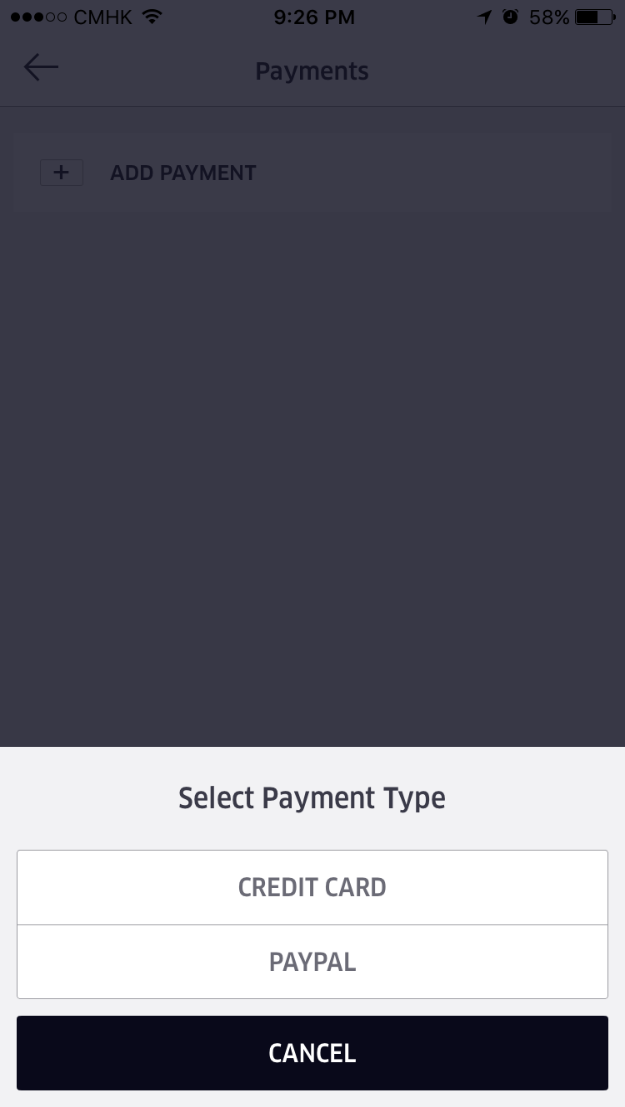 CMHK 9:26 PM 58%
Payments
+ ADD PAYMENT
Select Payment Type
CREDIT CARD
PAYPAL
CANCEL